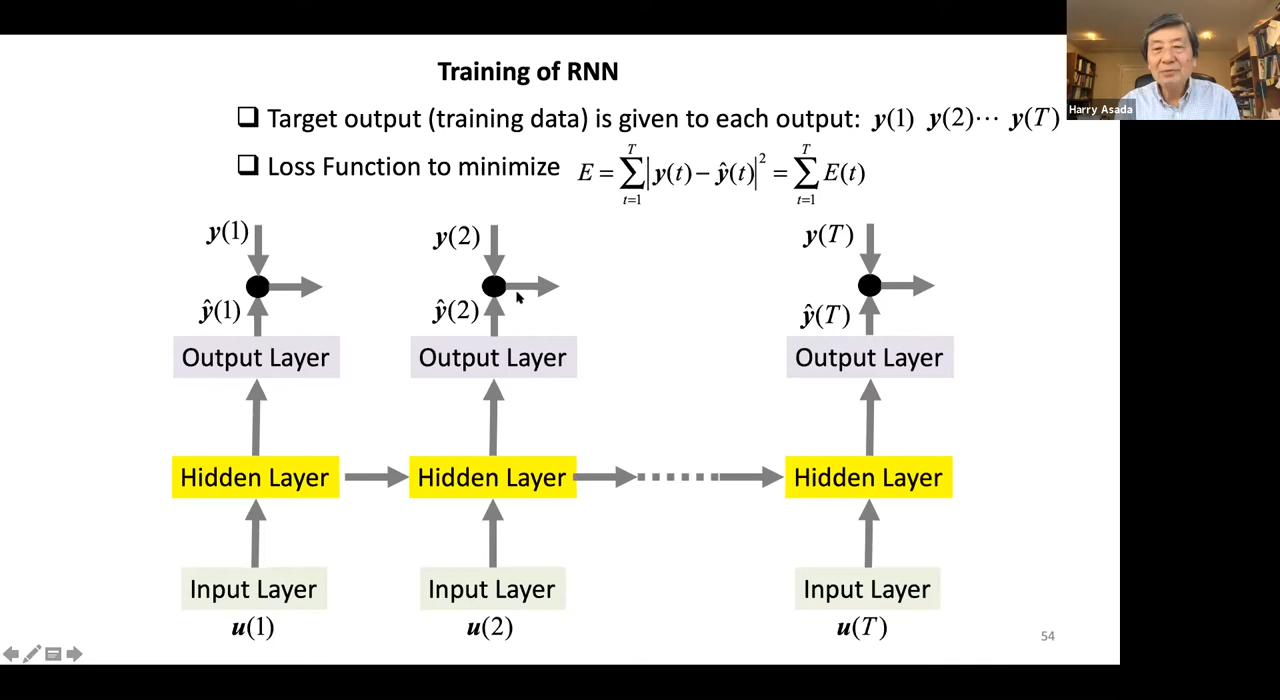 Training of RNN
Harry Asada
❑ Target output (training data) is given to each output: y(1) y(2)⋯ y(T)
❑ Loss Function to minimize E = ∑_{t=1}^{T} |y(t) − ŷ(t)|² = ∑_{t=1}^{T} E(t)
y(1) y(2) y(T)
ŷ(1) ŷ(2) ŷ(T)
Output Layer Output Layer Output Layer
Hidden Layer Hidden Layer Hidden Layer
Input Layer Input Layer Input Layer
u(1) u(2) u(T)
54